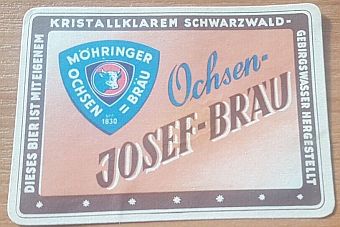 DIESES BIER IST MIT EIGENEM
KRISTALLKLAREM SCHWARZWALD-
GEBIRGSWASSER HERGESTELLT
MÖHRINGER
OCHSEN=BRÄU
1830
Ochsen-
JOSEF-BRÄU